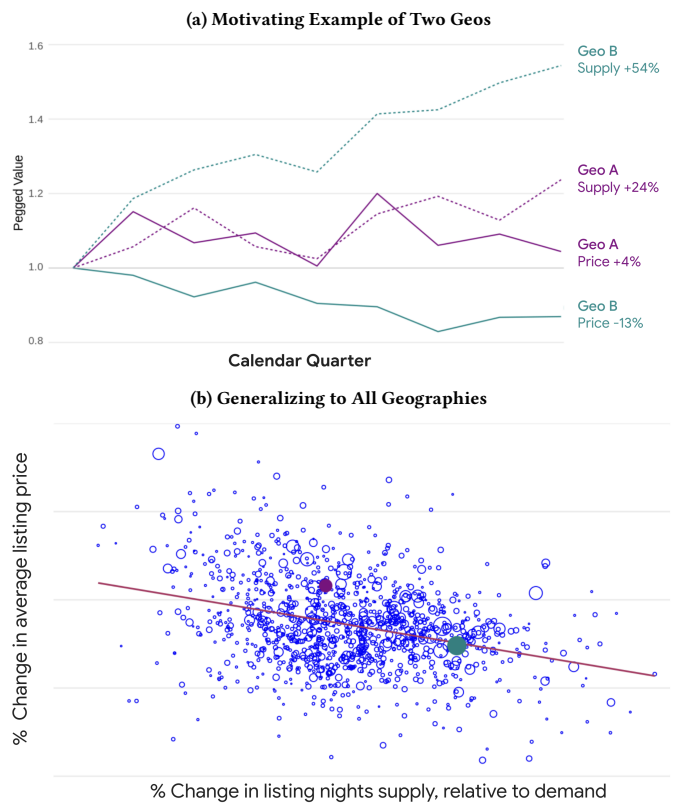 (a) Motivating Example of Two Geos
1.6
1.4
1.2
1.0
0.8
Pegged Value
Geo B
Supply +54%
Geo A
Supply +24%
Geo A
Price +4%
Geo B
Price -13%
Calendar Quarter
(b) Generalizing to All Geographies
% Change in average listing price
% Change in listing nights supply, relative to demand